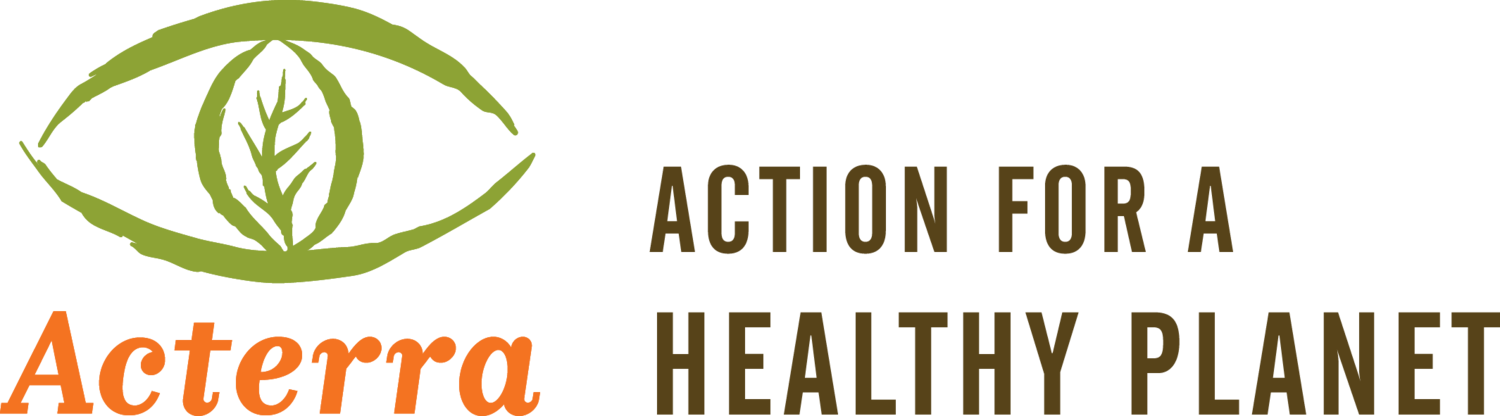 Acterra
ACTION FOR A
HEALTHY PLANET